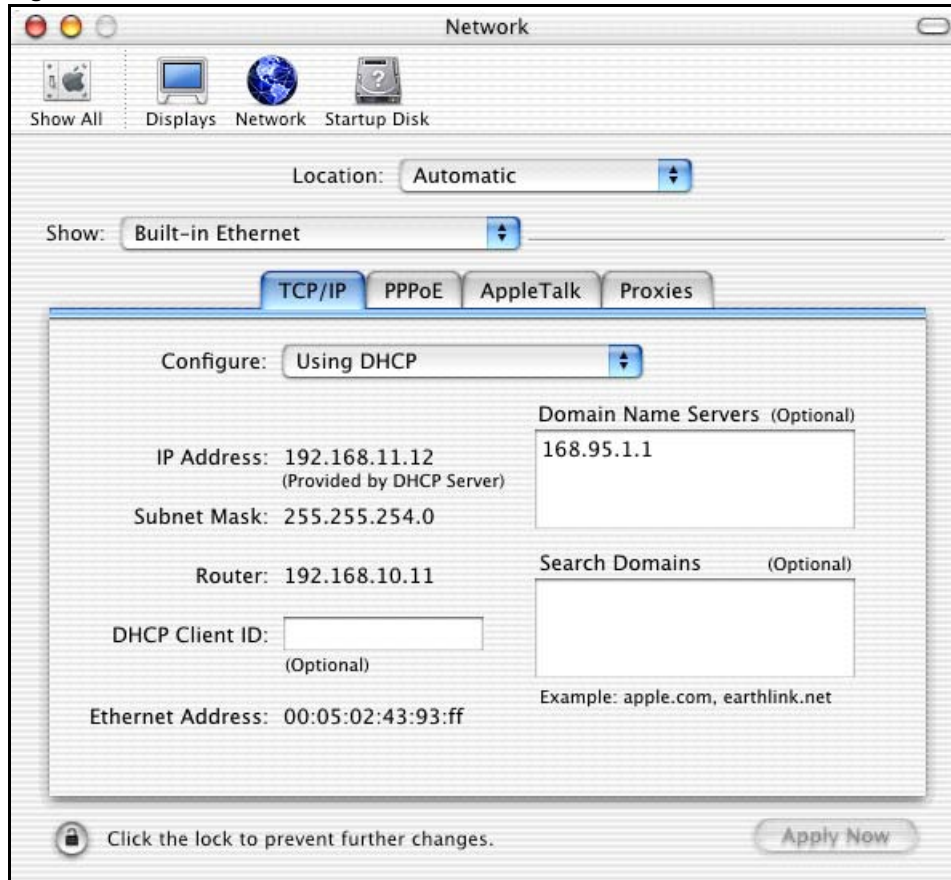 Network
Show All
Displays
Network
Startup Disk
Location: Automatic
Show: Built-in Ethernet
TCP/IP
PPPoE
AppleTalk
Proxies
Configure: Using DHCP
Domain Name Servers (Optional)
168.95.1.1
IP Address: 192.168.11.12
(Provided by DHCP Server)
Subnet Mask: 255.255.254.0
Router: 192.168.10.11
Search Domains (Optional)
DHCP Client ID:
(Optional)
Example: apple.com, earthlink.net
Ethernet Address: 00:05:02:43:93:ff
Click the lock to prevent further changes.
Apply Now